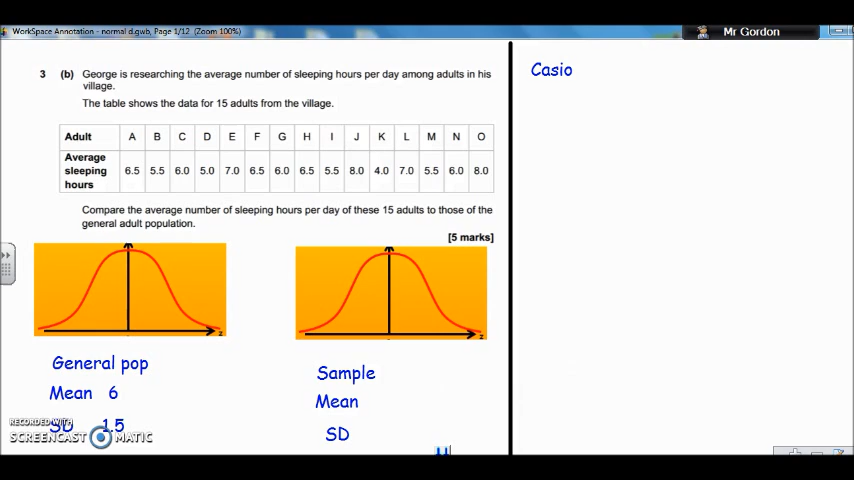 WorkSpace Annotation - normal d.gwb, Page 1/12 (Zoom 100%)
Mr Gordon
3 (b) George is researching the average number of sleeping hours per day among adults in his
village.
The table shows the data for 15 adults from the village.
Adult A B C D E F G H I J K L M N O
Average
sleeping
hours
6.5 5.5 6.0 5.0 7.0 6.5 6.0 6.5 5.5 8.0 4.0 7.0 5.5 6.0 8.0
Compare the average number of sleeping hours per day of these 15 adults to those of the
general adult population.
[5 marks]
z
z
General pop
Mean 6
SD 1.5
Sample
Mean
SD
Casio
RECORDED WITH
SCREENCAST MATIC